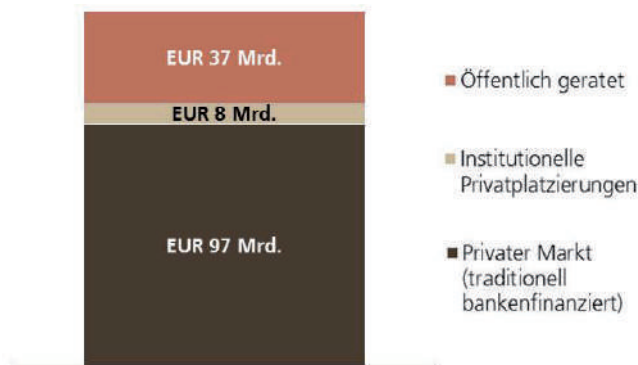 EUR 37 Mrd.
EUR 8 Mrd.
EUR 97 Mrd.
Öffentlich geratet
Institutionelle
Privatplatzierungen
Privater Markt
(traditionell
bankenfinanziert)